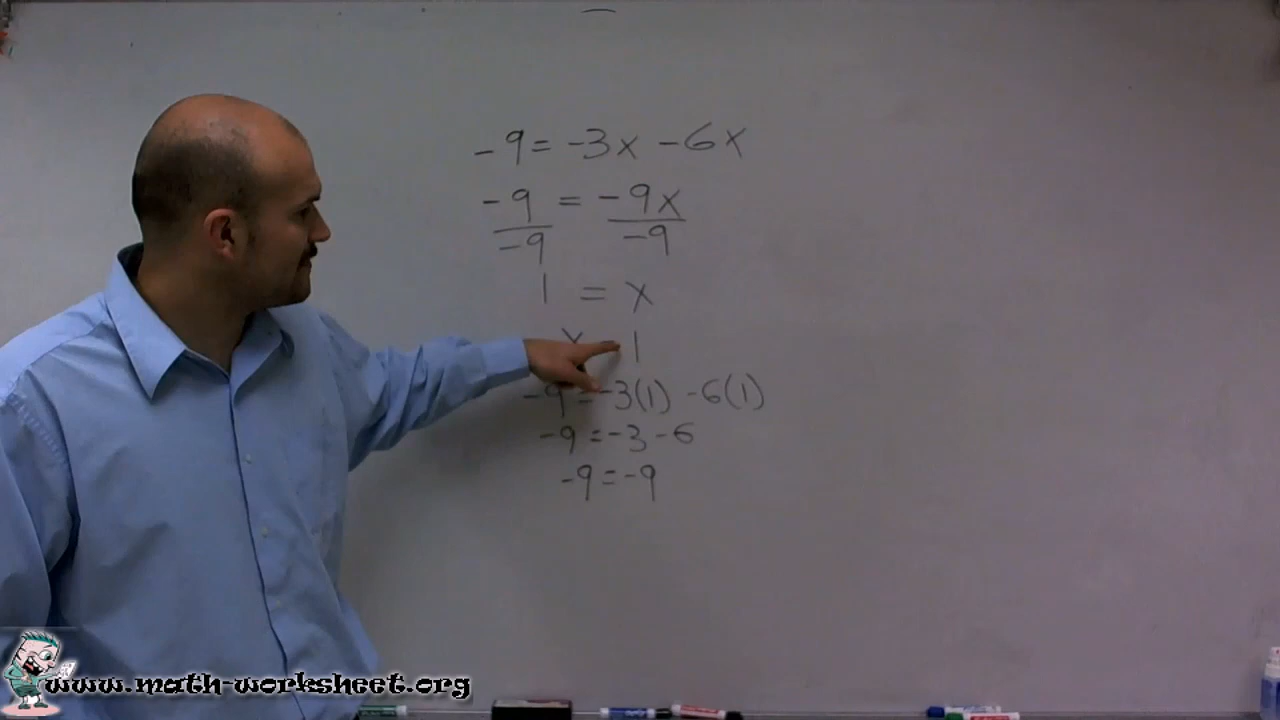 -9 = -3x - 6x
-9 = -9x
-9 -9
1 = x
x 1
-9 = -3(1) - 6(1)
-9 = -3 - 6
-9 = -9
www.math-worksheet.org